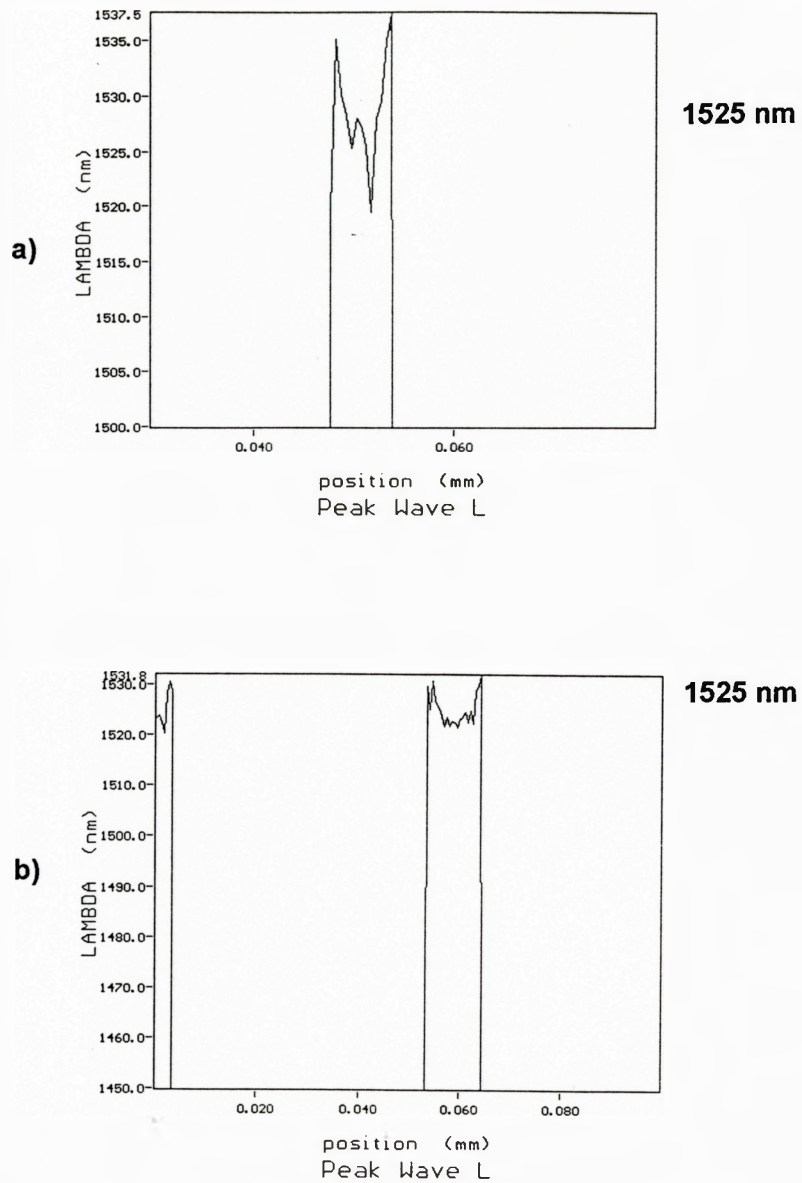 a)
1537.5
1535.0
1530.0
1525.0
1520.0
1515.0
1510.0
1505.0
1500.0
LAMBDA (nm)
0.040
0.060
position (mm)
Peak Wave L
1525 nm
b)
1531.8
1530.0
1520.0
1510.0
1500.0
1490.0
1480.0
1470.0
1460.0
1450.0
LAMBDA (nm)
0.020
0.040
0.060
0.080
position (mm)
Peak Wave L
1525 nm